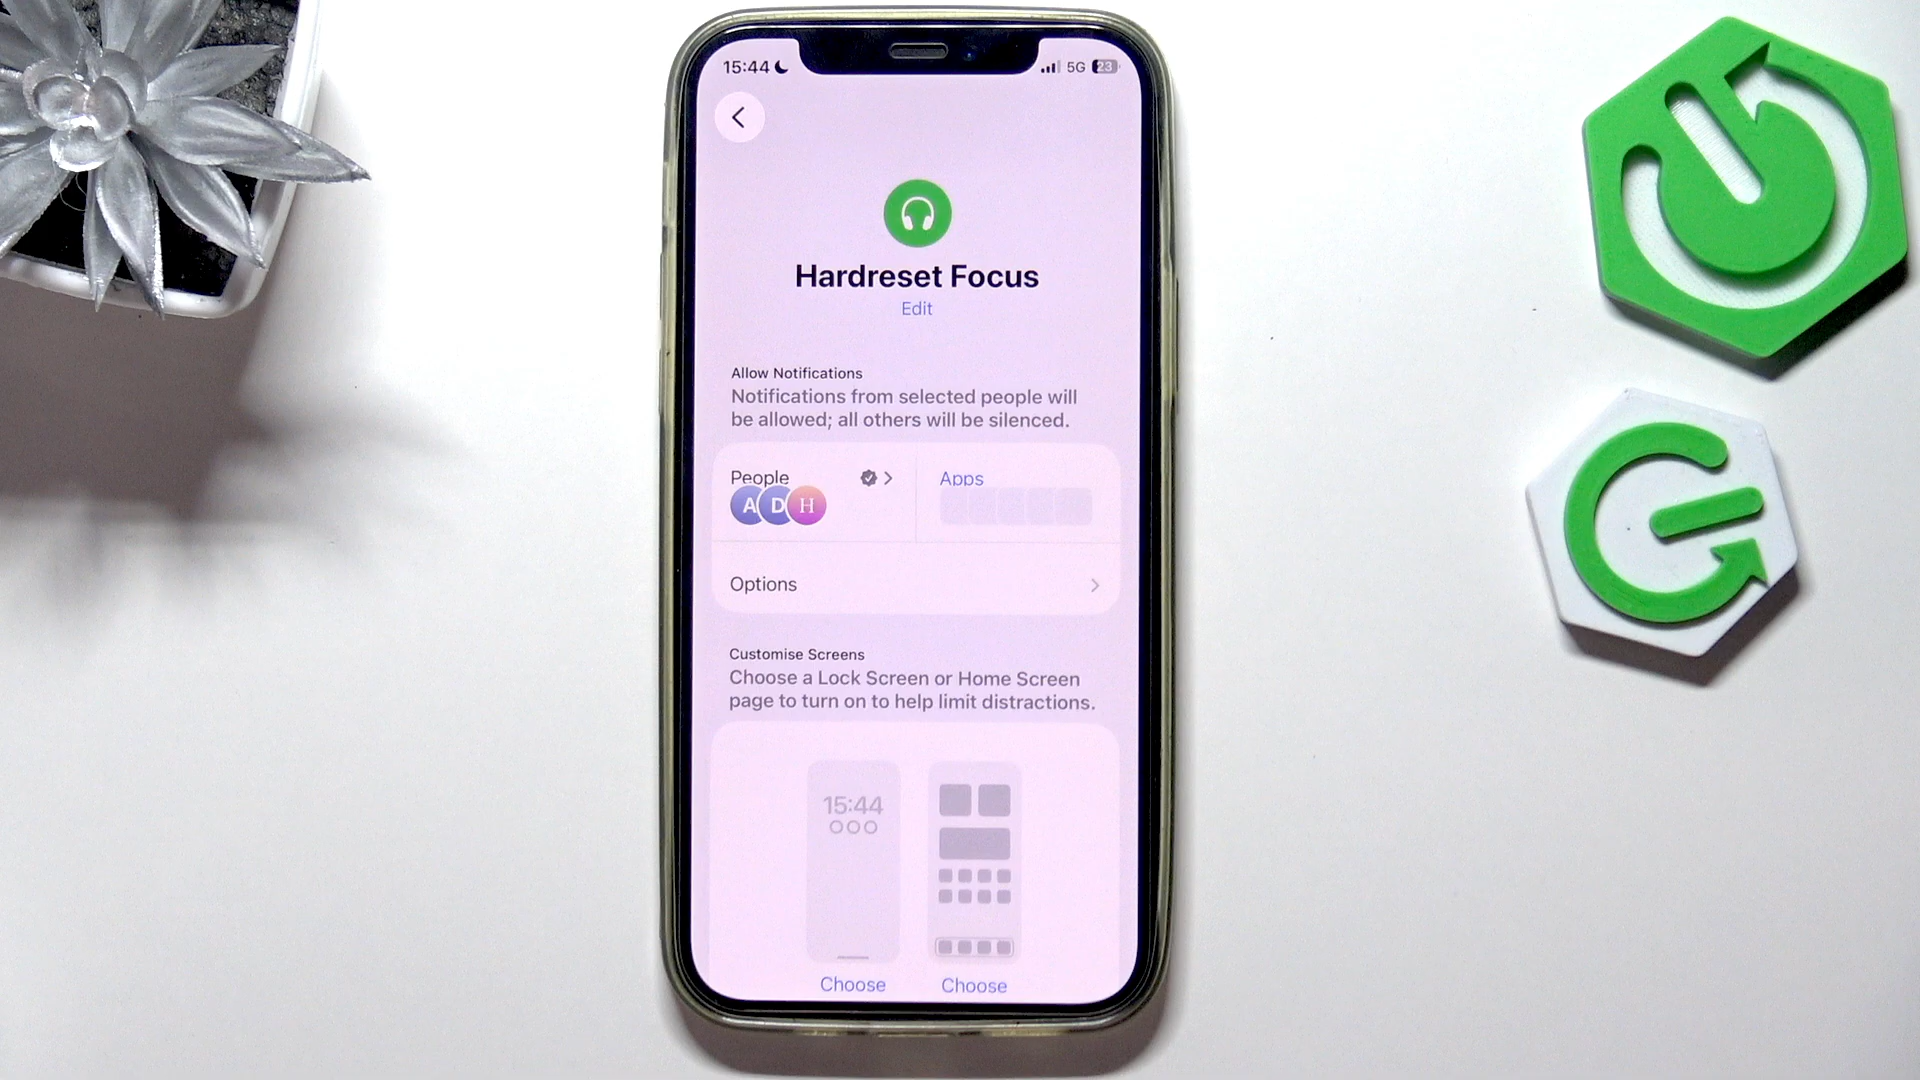 15:44 5G 23
Hardreset Focus
Edit
Allow Notifications
Notifications from selected people will
be allowed; all others will be silenced.
People Apps
A D H
Options
Customise Screens
Choose a Lock Screen or Home Screen
page to turn on to help limit distractions.
15:44
Choose Choose